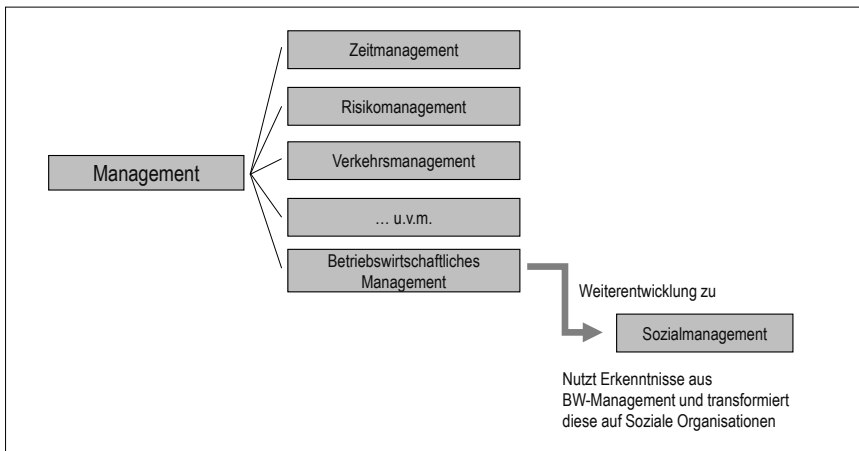 Zeitmanagement
Risikomanagement
Management
Verkehrsmanagement
... u.v.m.
Betriebswirtschaftliches
Management
Weiterentwicklung zu
Sozialmanagement
Nutzt Erkenntnisse aus
BW-Management und transformiert
diese auf Soziale Organisationen